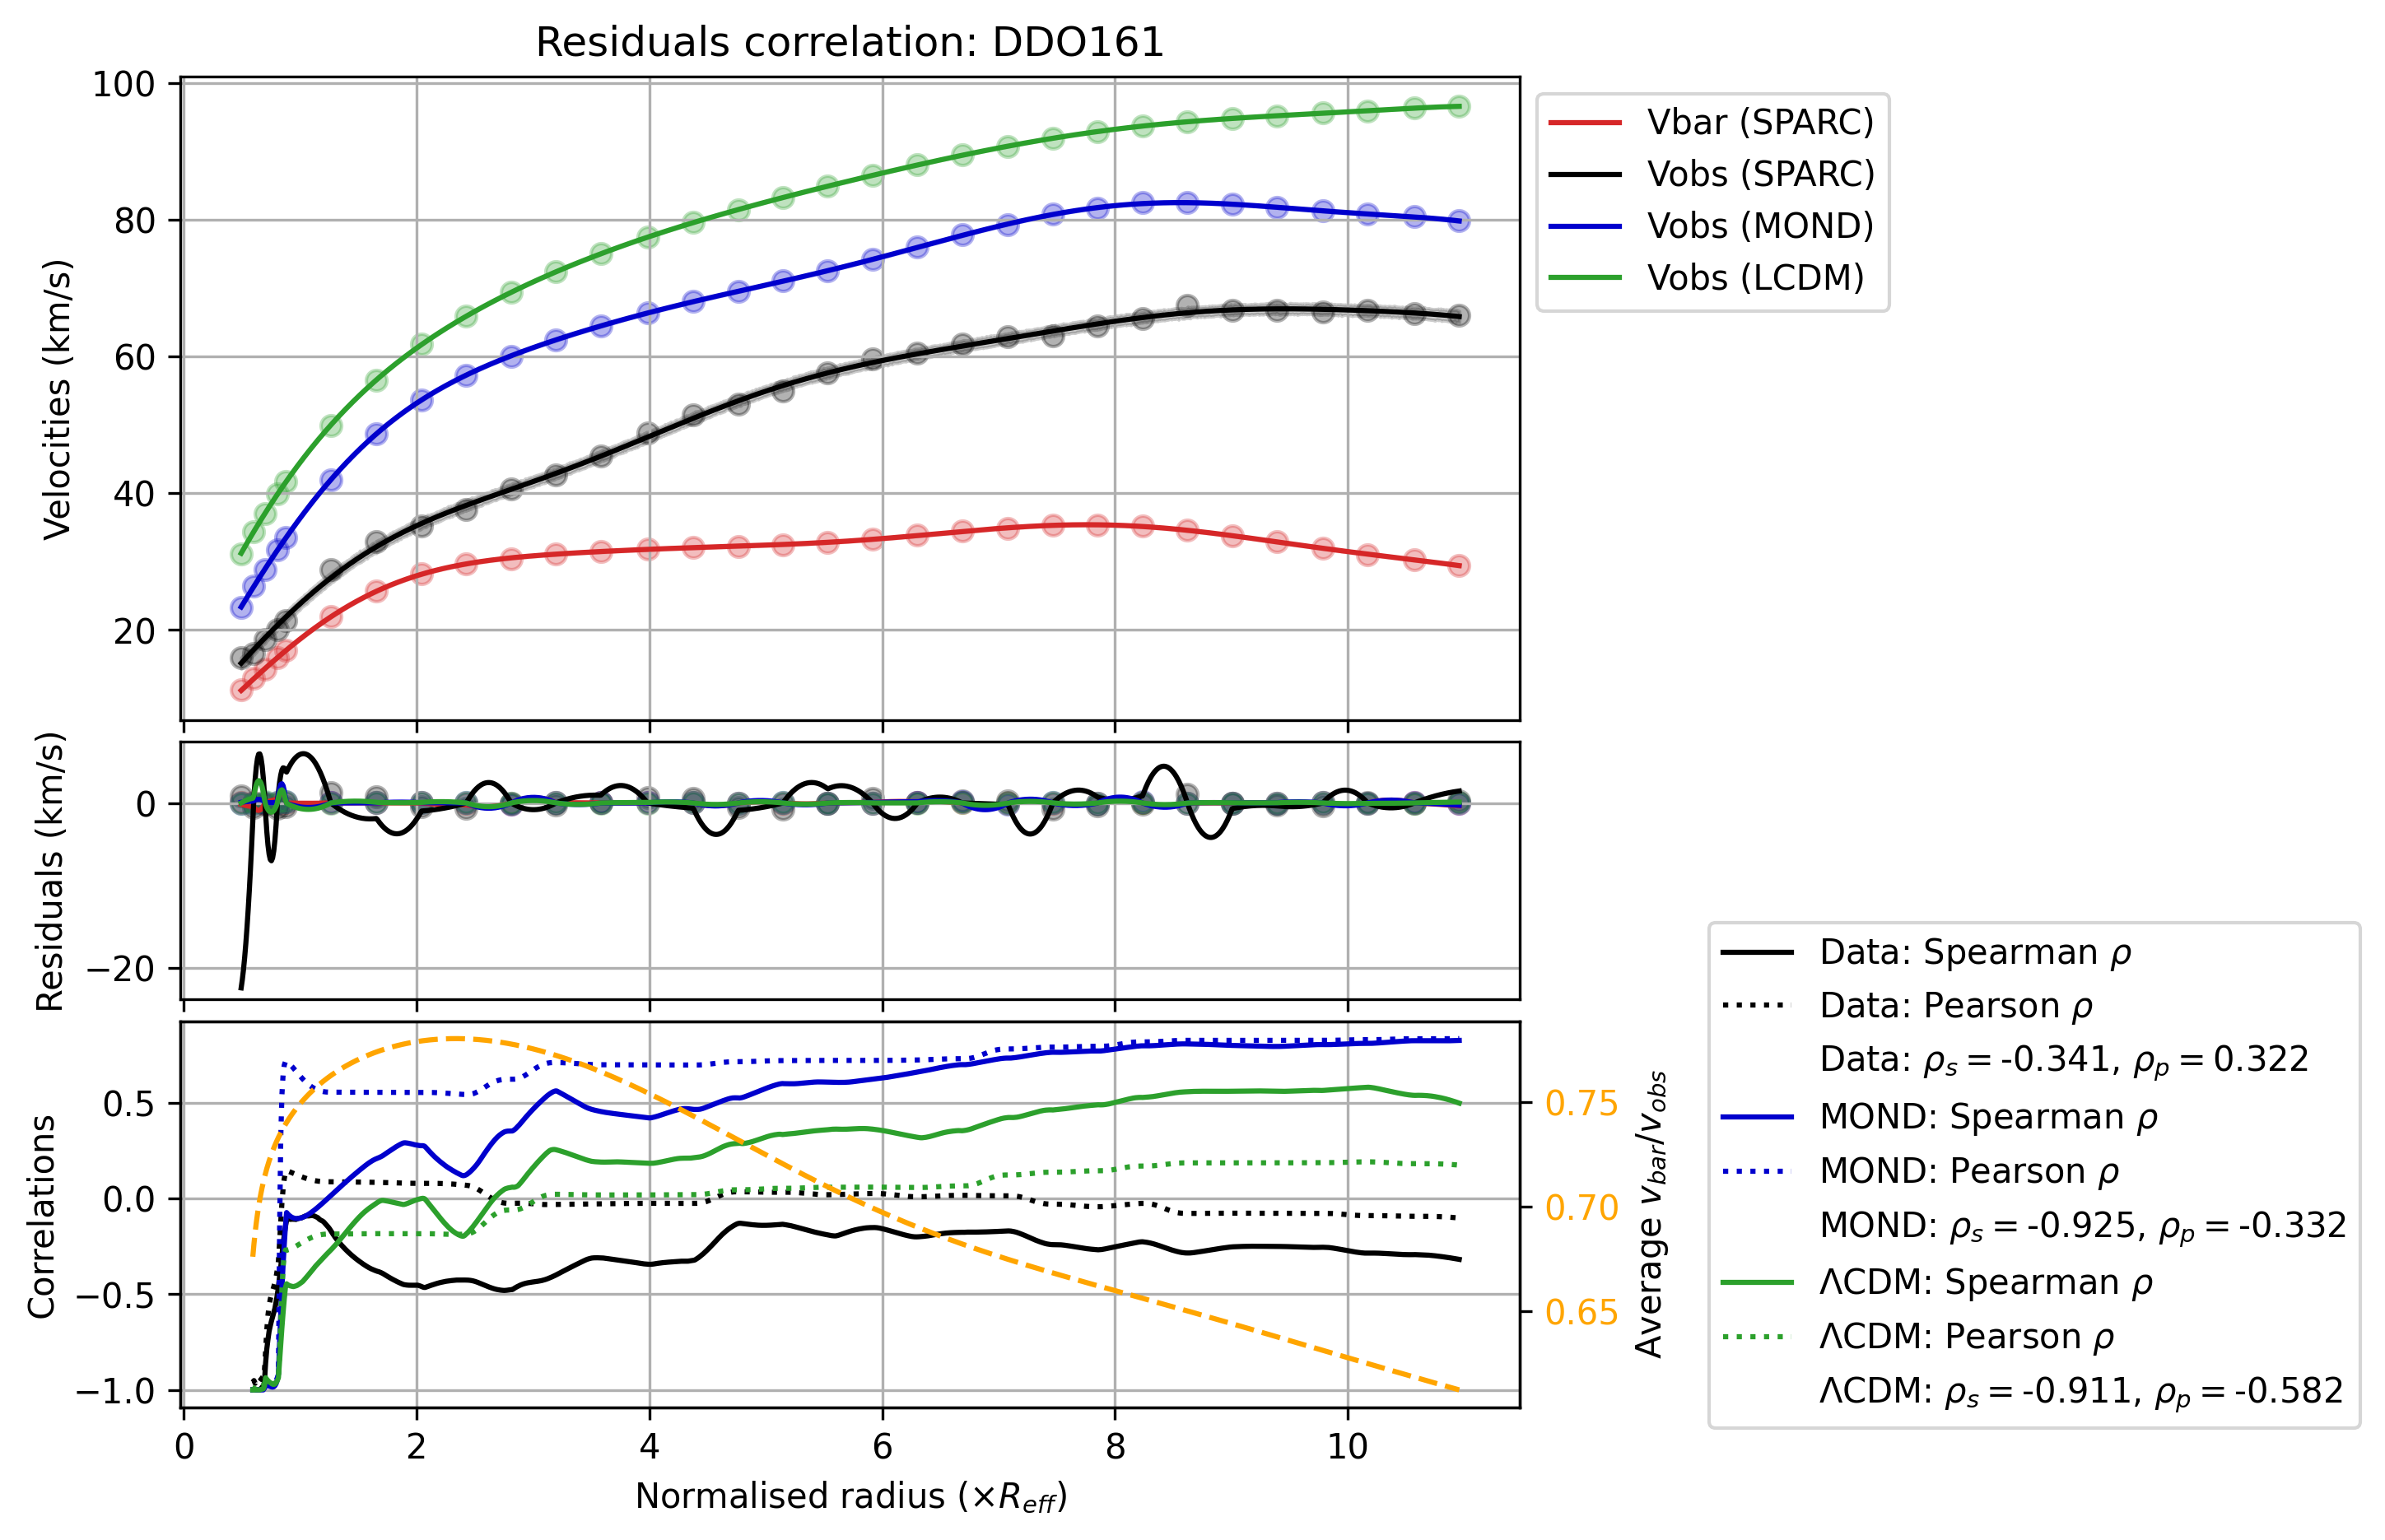 Residuals correlation: DDO161
Velocities (km/s)
100
80
60
40
20
Vbar (SPARC)
Vobs (SPARC)
Vobs (MOND)
Vobs (LCDM)
Residuals (km/s)
0
−20
Correlations
0.5
0.0
−0.5
−1.0
0.75
0.70
0.65
Average v_bar/v_obs
0 2 4 6 8 10
Normalised radius (×R_eff)
Data: Spearman ρ
Data: Pearson ρ
Data: ρ_s = -0.341, ρ_p = 0.322
MOND: Spearman ρ
MOND: Pearson ρ
MOND: ρ_s = -0.925, ρ_p = -0.332
ΛCDM: Spearman ρ
ΛCDM: Pearson ρ
ΛCDM: ρ_s = -0.911, ρ_p = -0.582